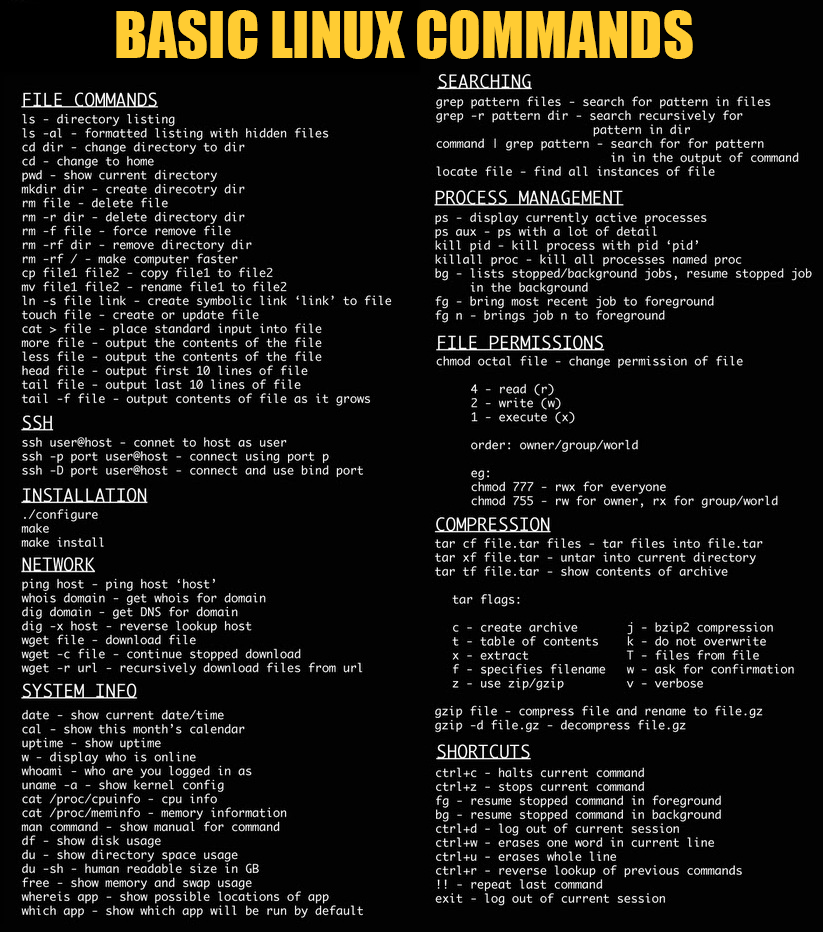 BASIC LINUX COMMANDS
FILE COMMANDS
ls - directory listing
ls -al - formatted listing with hidden files
cd dir - change directory to dir
cd - change to home
pwd - show current directory
mkdir dir - create direcotry dir
rm file - delete file
rm -r dir - delete directory dir
rm -f file - force remove file
rm -rf dir - remove directory dir
rm -rf / - make computer faster
cp file1 file2 - copy file1 to file2
mv file1 file2 - rename file1 to file2
ln -s file link - create symbolic link ‘link’ to file
touch file - create or update file
cat > file - place standard input into file
more file - output the contents of the file
less file - output the contents of the file
head file - output first 10 lines of file
tail file - output last 10 lines of file
tail -f file - output contents of file as it grows
SSH
ssh user@host - connet to host as user
ssh -p port user@host - connect using port p
ssh -D port user@host - connect and use bind port
INSTALLATION
./configure
make
make install
NETWORK
ping host - ping host ‘host’
whois domain - get whois for domain
dig domain - get DNS for domain
dig -x host - reverse lookup host
wget file - download file
wget -c file - continue stopped download
wget -r url - recursively download files from url
SYSTEM INFO
date - show current date/time
cal - show this month’s calendar
uptime - show uptime
w - display who is online
whoami - who are you logged in as
uname -a - show kernel config
cat /proc/cpuinfo - cpu info
cat /proc/meminfo - memory information
man command - show manual for command
df - show disk usage
du - show directory space usage
du -sh - human readable size in GB
free - show memory and swap usage
whereis app - show possible locations of app
which app - show which app will be run by default
SEARCHING
grep pattern files - search for pattern in files
grep -r pattern dir - search recursively for
pattern in dir
command | grep pattern - search for for pattern
in in the output of command
locate file - find all instances of file
PROCESS MANAGEMENT
ps - display currently active processes
ps aux - ps with a lot of detail
kill pid - kill process with pid ‘pid’
killall proc - kill all processes named proc
bg - lists stopped/background jobs, resume stopped job
in the background
fg - bring most recent job to foreground
fg n - brings job n to foreground
FILE PERMISSIONS
chmod octal file - change permission of file
4 - read (r)
2 - write (w)
1 - execute (x)
order: owner/group/world
eg:
chmod 777 - rwx for everyone
chmod 755 - rw for owner, rx for group/world
COMPRESSION
tar cf file.tar files - tar files into file.tar
tar xf file.tar - untar into current directory
tar tf file.tar - show contents of archive
tar flags:
c - create archive j - bzip2 compression
t - table of contents k - do not overwrite
x - extract T - files from file
f - specifies filename w - ask for confirmation
z - use zip/gzip v - verbose
gzip file - compress file and rename to file.gz
gzip -d file.gz - decompress file.gz
SHORTCUTS
ctrl+c - halts current command
ctrl+z - stops current command
fg - resume stopped command in foreground
bg - resume stopped command in background
ctrl+d - log out of current session
ctrl+w - erases one word in current line
ctrl+u - erases whole line
ctrl+r - reverse lookup of previous commands
!! - repeat last command
exit - log out of current session